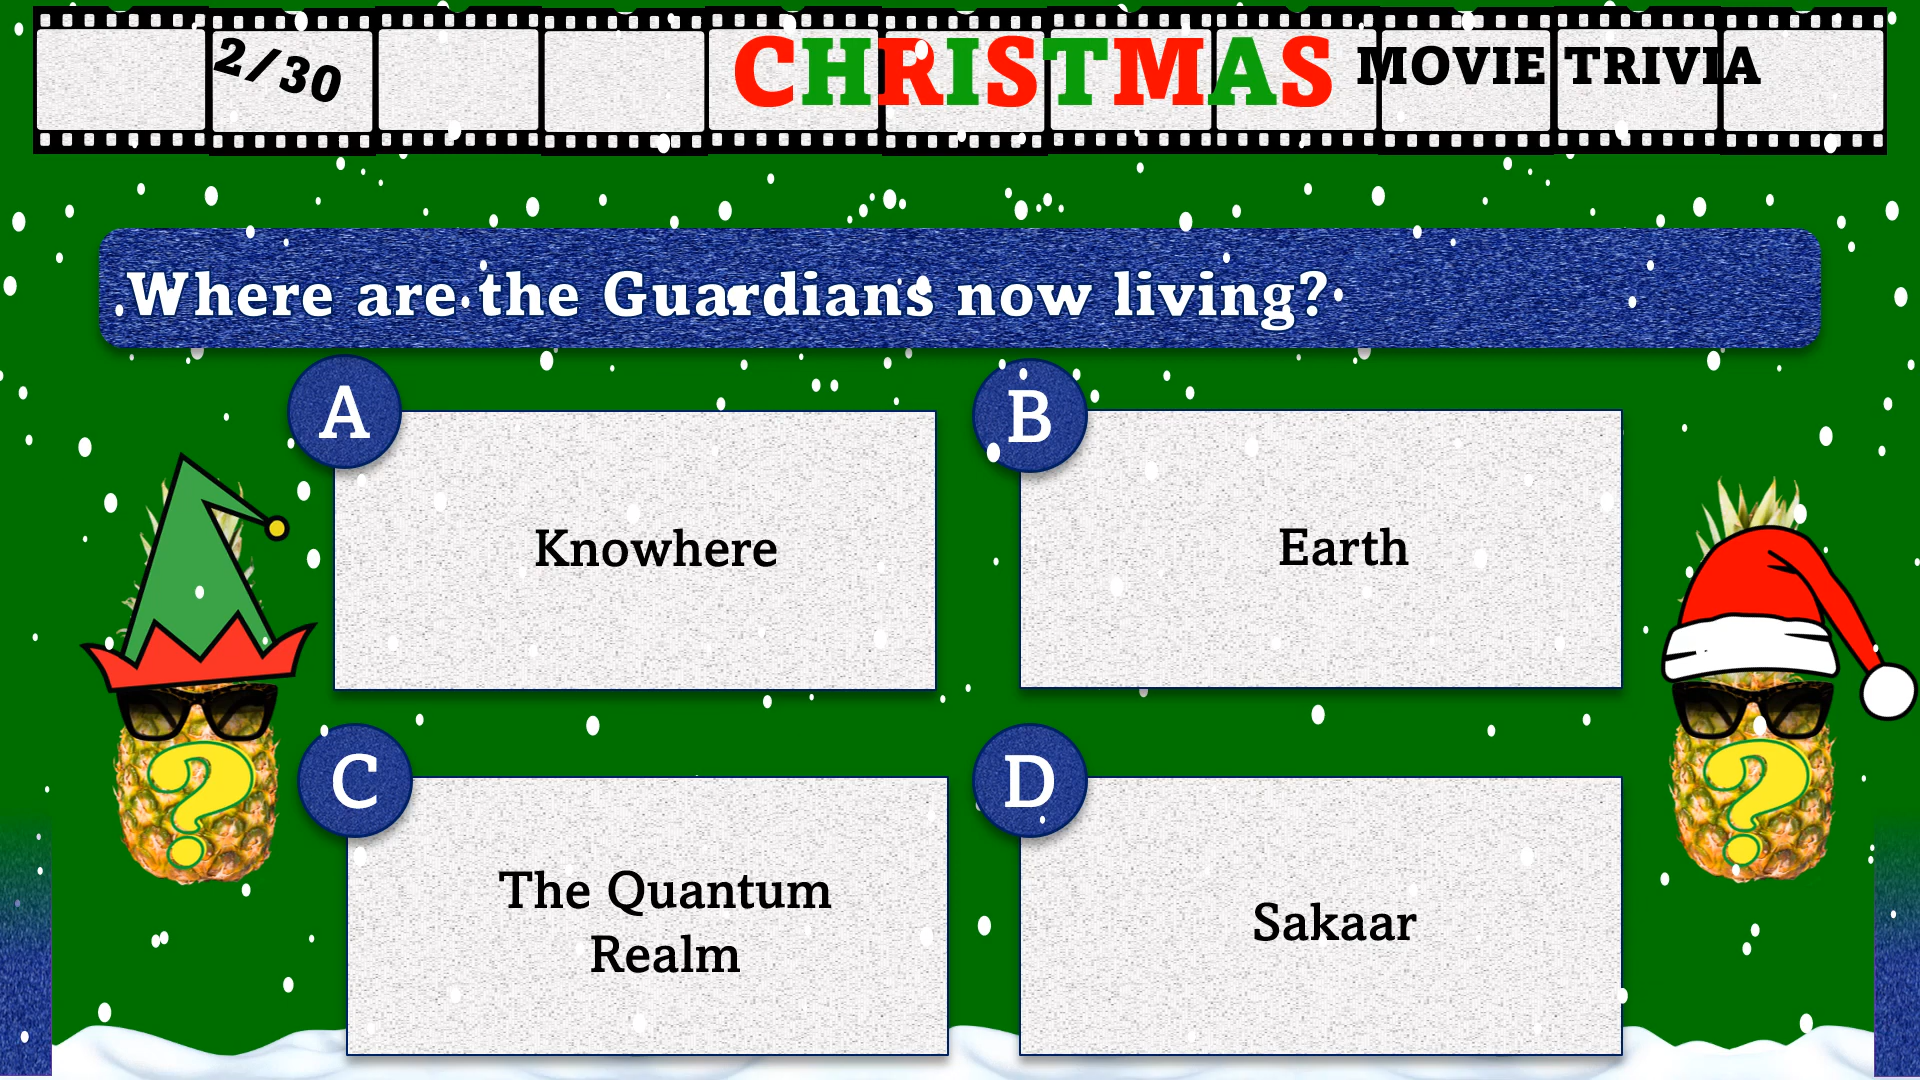 2/30
CHRISTMAS MOVIE TRIVIA
Where are the Guardians now living?
A
Knowhere
B
Earth
C
The Quantum
Realm
D
Sakaar
?
?